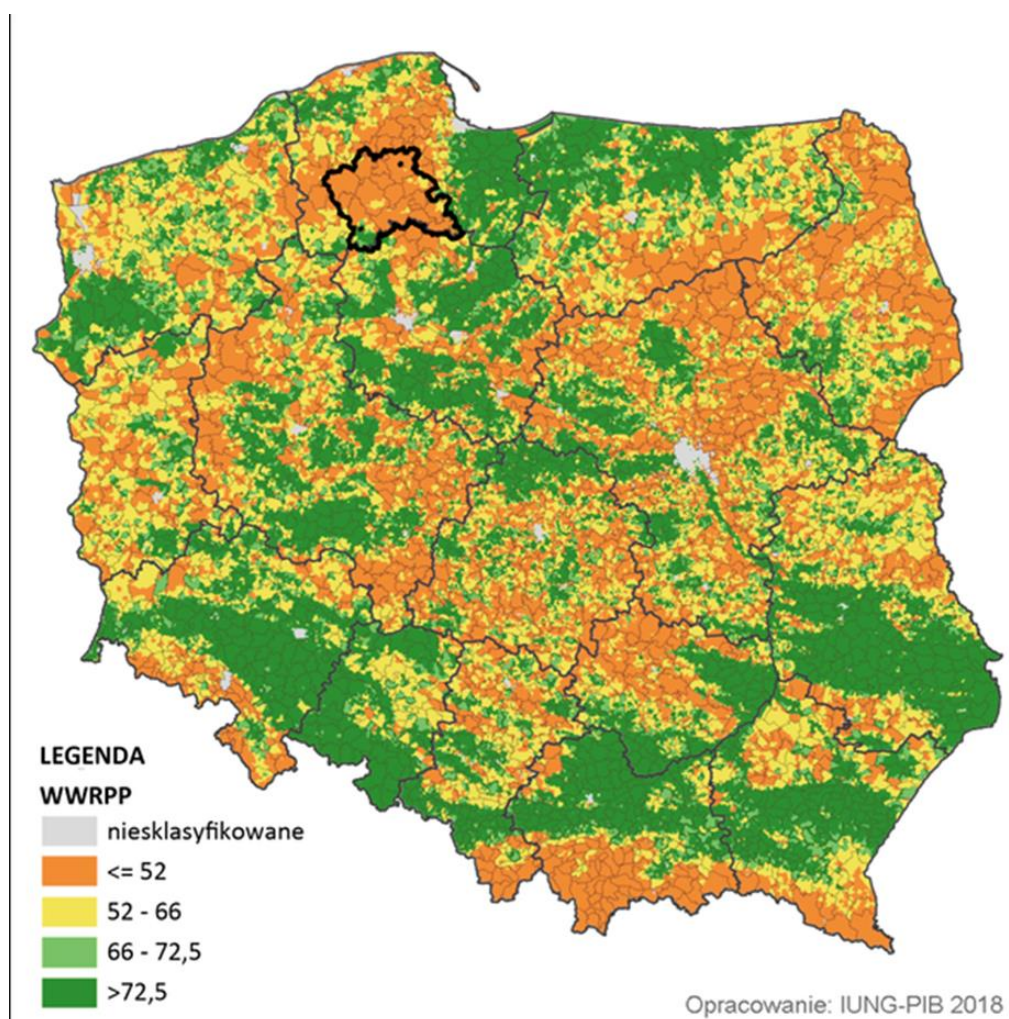 LEGENDA
WWRPP
niesklasyfikowane
<= 52
52 - 66
66 - 72,5
>72,5
Opracowanie: IUNG-PIB 2018